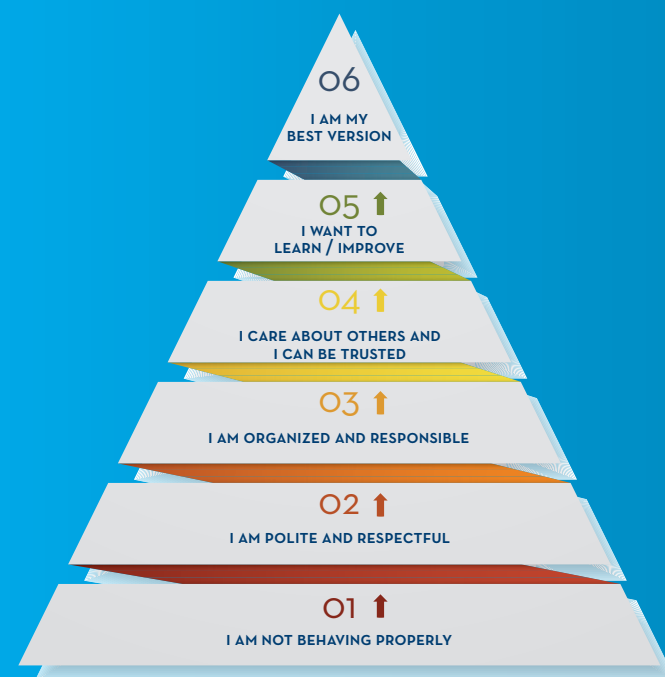 06
I AM MY
BEST VERSION
05
I WANT TO
LEARN / IMPROVE
04
I CARE ABOUT OTHERS AND
I CAN BE TRUSTED
03
I AM ORGANIZED AND RESPONSIBLE
02
I AM POLITE AND RESPECTFUL
01
I AM NOT BEHAVING PROPERLY